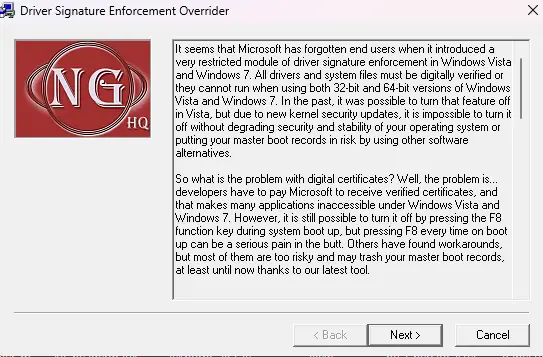 Driver Signature Enforcement Overrider
NG
HQ
It seems that Microsoft has forgotten end users when it introduced a
very restricted module of driver signature enforcement in Windows Vista
and Windows 7. All drivers and system files must be digitally verified or
they cannot run when using both 32-bit and 64-bit versions of Windows
Vista and Windows 7. In the past, it was possible to turn that feature off
in Vista, but due to new kernel security updates, it is impossible to turn it
off without degrading security and stability of your operating system or
putting your master boot records in risk by using other software
alternatives.
So what is the problem with digital certificates? Well, the problem is...
developers have to pay Microsoft to receive verified certificates, and
that makes many applications inaccessible under Windows Vista and
Windows 7. However, it is still possible to turn it off by pressing the F8
function key during system boot up, but pressing F8 every time on boot
up can be a serious pain in the butt. Others have found workarounds,
but most of them are too risky and may trash your master boot records,
at least until now thanks to our latest tool.
< Back
Next >
Cancel